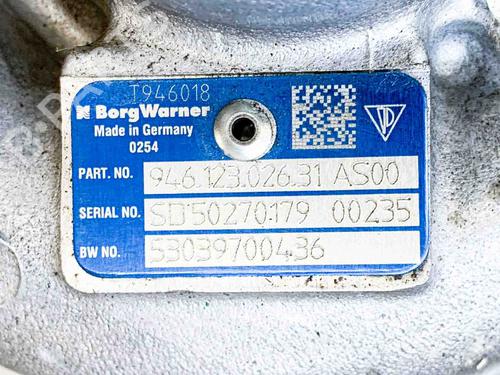 T946018
BorgWarner
Made in Germany
0254
PART. NO. 946.123.026.31 AS00
SERIAL NO. SD50270179 00235
BW NO. 53039700436